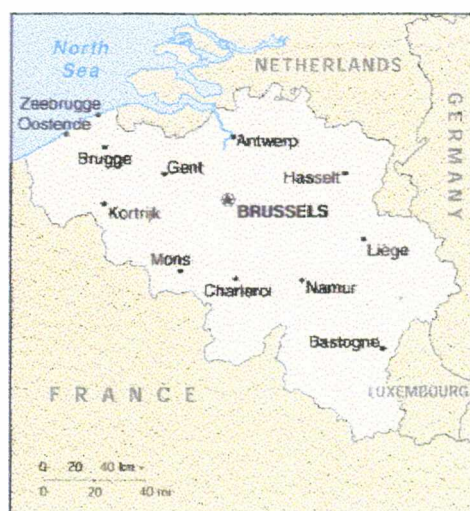 North
Sea
NETHERLANDS
GERMANY
Zeebrugge
Oostende
Antwerp
Brugge
Gent
Hasselt
Kortrijk
BRUSSELS
Liège
Mons
Charleroi
Namur
Bastogne
FRANCE
LUXEMBOURG
0 20 40 km
0 20 40 mi